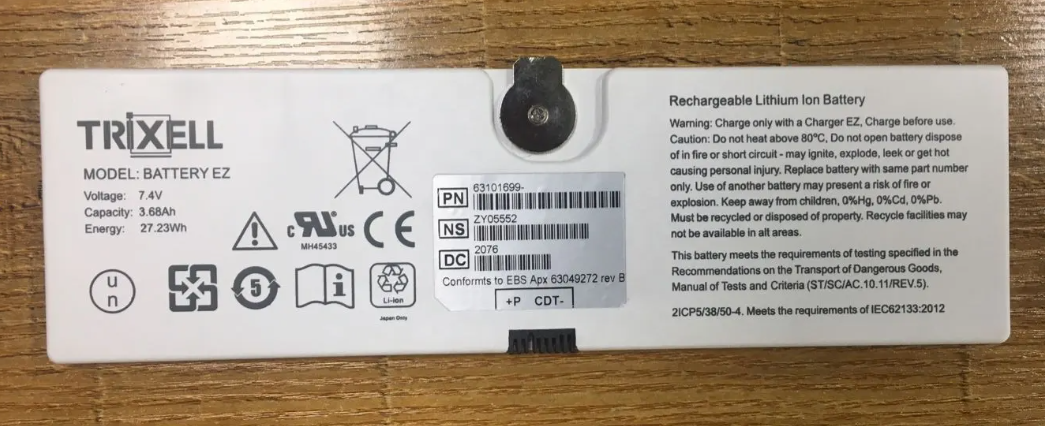 TRIXELL
MODEL: BATTERY EZ
Voltage: 7.4V
Capacity: 3.68Ah
Energy: 27.23Wh
c RU US
MH45433
CE
un
5
i
Li-ion
Japan Only
PN 63101699-
NS ZY05552
DC 2076
Conformts to EBS Apx 63049272 rev B
+P CDT-
Rechargeable Lithium Ion Battery
Warning: Charge only with a Charger EZ, Charge before use.
Caution: Do not heat above 80°C, Do not open battery dispose
of in fire or short circuit - may ignite, explode, leek or get hot
causing personal injury. Replace battery with same part number
only. Use of another battery may present a risk of fire or
explosion. Keep away from children, 0%Hg, 0%Cd, 0%Pb.
Must be recycled or disposed of property. Recycle facilities may
not be available in alt areas.
This battery meets the requirements of testing specified in the
Recommendations on the Transport of Dangerous Goods,
Manual of Tests and Criteria (ST/SC/AC.10.11/REV.5).
2ICP5/38/50-4. Meets the requirements of IEC62133:2012